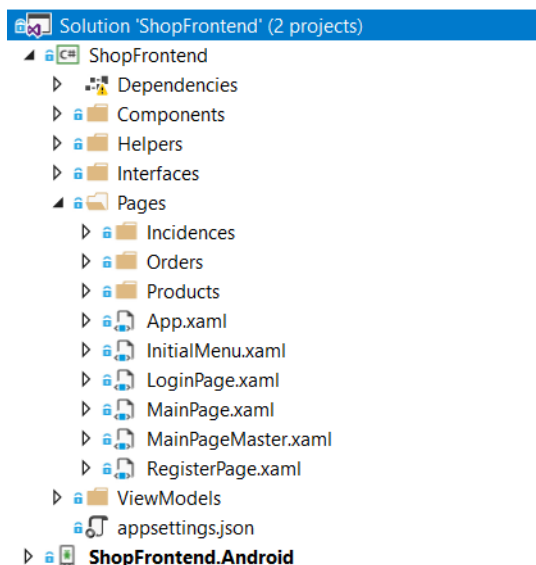 Solution 'ShopFrontend' (2 projects)
C# ShopFrontend
Dependencies
Components
Helpers
Interfaces
Pages
Incidences
Orders
Products
App.xaml
InitialMenu.xaml
LoginPage.xaml
MainPage.xaml
MainPageMaster.xaml
RegisterPage.xaml
ViewModels
appsettings.json
ShopFrontend.Android